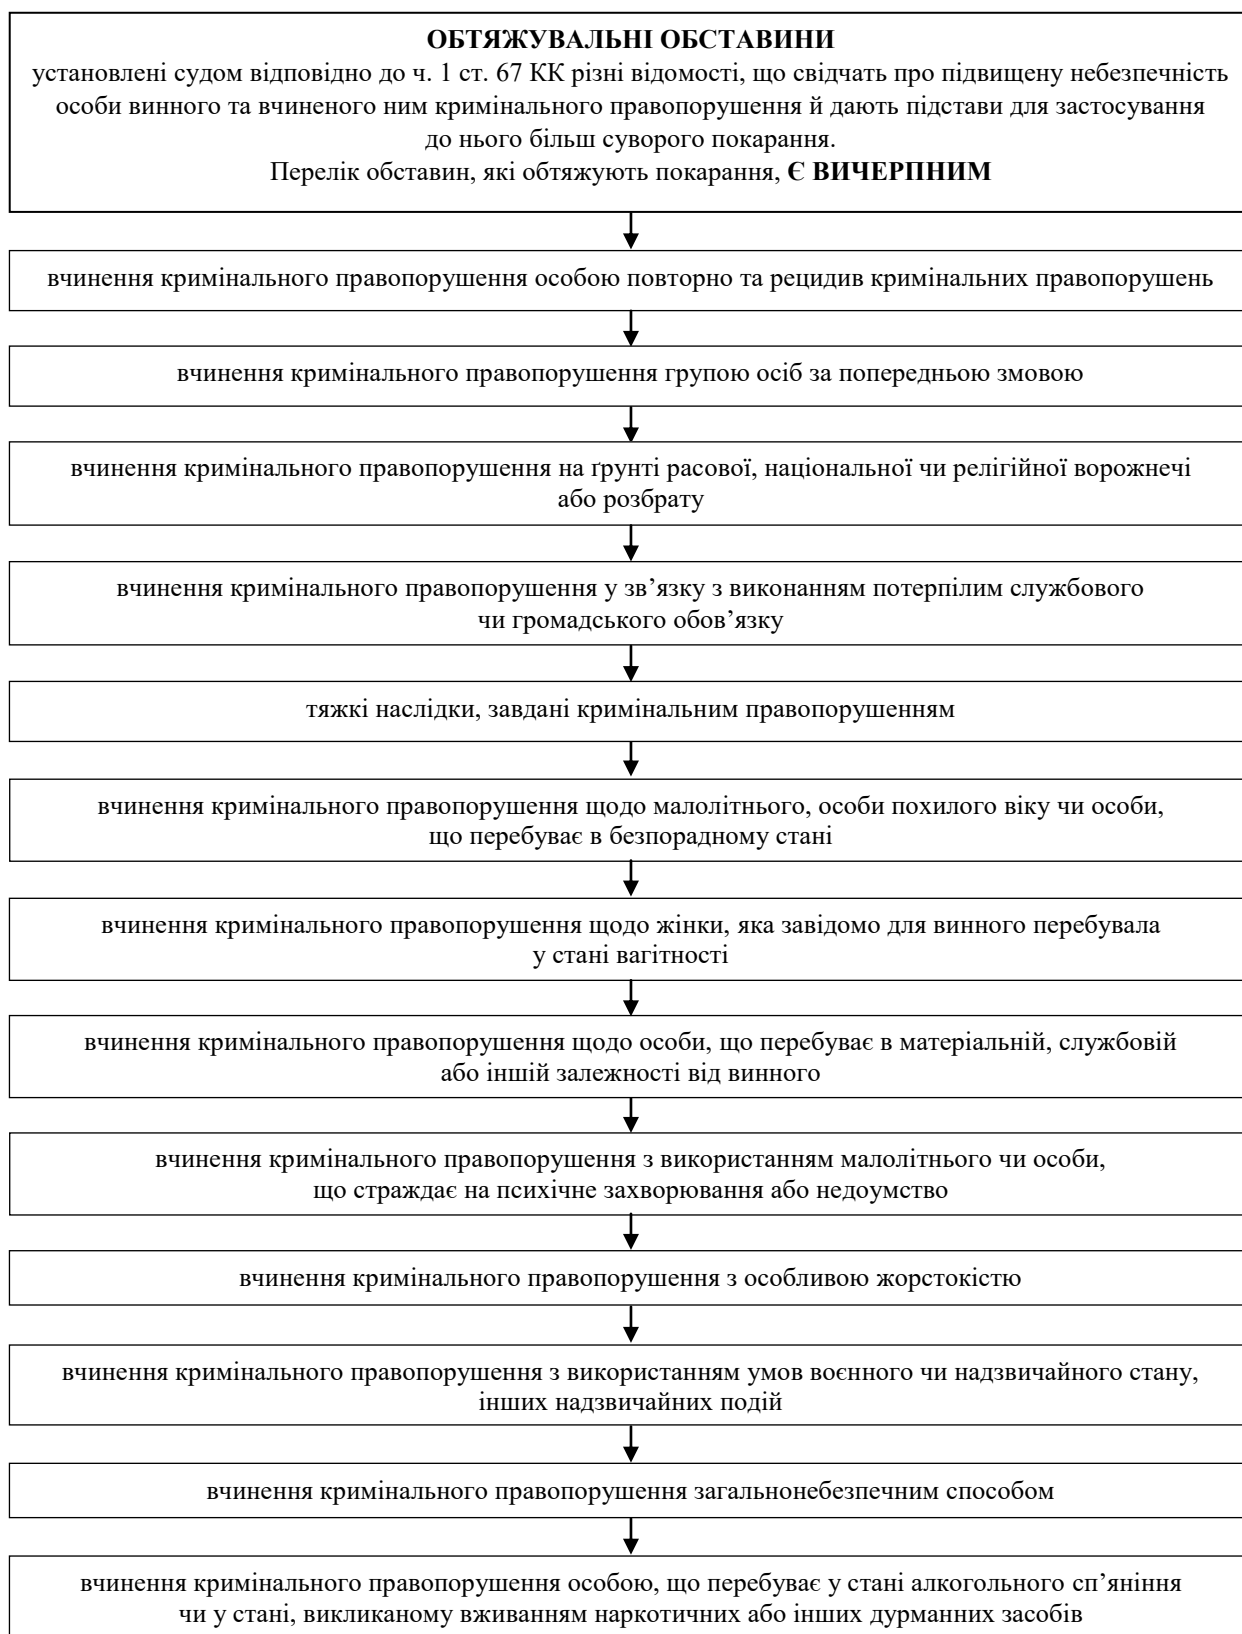 ОБТЯЖУВАЛЬНІ ОБСТАВИНИ
установлені судом відповідно до ч. 1 ст. 67 КК різні відомості, що свідчать про підвищену небезпечність
особи винного та вчиненого ним кримінального правопорушення й дають підстави для застосування
до нього більш суворого покарання.
Перелік обставин, які обтяжують покарання, Є ВИЧЕРПНИМ
вчинення кримінального правопорушення особою повторно та рецидив кримінальних правопорушень
вчинення кримінального правопорушення групою осіб за попередньою змовою
вчинення кримінального правопорушення на ґрунті расової, національної чи релігійної ворожнечі
або розбрату
вчинення кримінального правопорушення у зв’язку з виконанням потерпілим службового
чи громадського обов’язку
тяжкі наслідки, завдані кримінальним правопорушенням
вчинення кримінального правопорушення щодо малолітнього, особи похилого віку чи особи,
що перебуває в безпорадному стані
вчинення кримінального правопорушення щодо жінки, яка завідомо для винного перебувала
у стані вагітності
вчинення кримінального правопорушення щодо особи, що перебуває в матеріальній, службовій
або іншій залежності від винного
вчинення кримінального правопорушення з використанням малолітнього чи особи,
що страждає на психічне захворювання або недоумство
вчинення кримінального правопорушення з особливою жорстокістю
вчинення кримінального правопорушення з використанням умов воєнного чи надзвичайного стану,
інших надзвичайних подій
вчинення кримінального правопорушення загальнонебезпечним способом
вчинення кримінального правопорушення особою, що перебуває у стані алкогольного сп’яніння
чи у стані, викликаному вживанням наркотичних або інших дурманних засобів